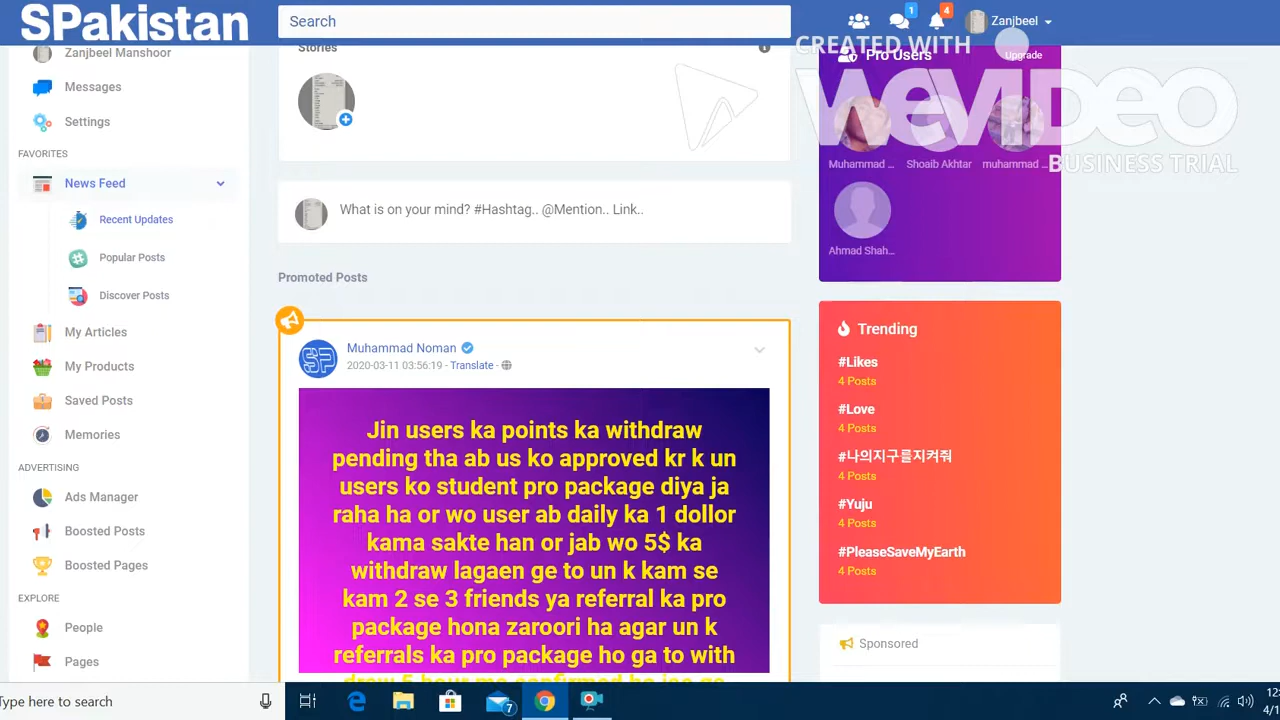 SPakistan
Search
1
4
Zanjbeel
CREATED WITH
WEVIDEO
BUSINESS TRIAL
Zanjbeel Manshoor
Messages
Settings
FAVORITES
News Feed
Recent Updates
Popular Posts
Discover Posts
My Articles
My Products
Saved Posts
Memories
ADVERTISING
Ads Manager
Boosted Posts
Boosted Pages
EXPLORE
People
Pages
Stories
What is on your mind? #Hashtag.. @Mention.. Link..
Promoted Posts
SP
Muhammad Noman
2020-03-11 03:56:19 - Translate -
Jin users ka points ka withdraw
pending tha ab us ko approved kr k un
users ko student pro package diya ja
raha ha or wo user ab daily ka 1 dollor
kama sakte han or jab wo 5$ ka
withdraw lagaen ge to un k kam se
kam 2 se 3 friends ya referral ka pro
package hona zaroori ha agar un k
referrals ka pro package ho ga to with
Pro Users
Upgrade
Muhammad ...
Shoaib Akhtar
muhammad ...
Ahmad Shah...
Trending
#Likes
4 Posts
#Love
4 Posts
#나의지구를지켜줘
4 Posts
#Yuju
4 Posts
#PleaseSaveMyEarth
4 Posts
Sponsored
Type here to search
7
12:
4/1